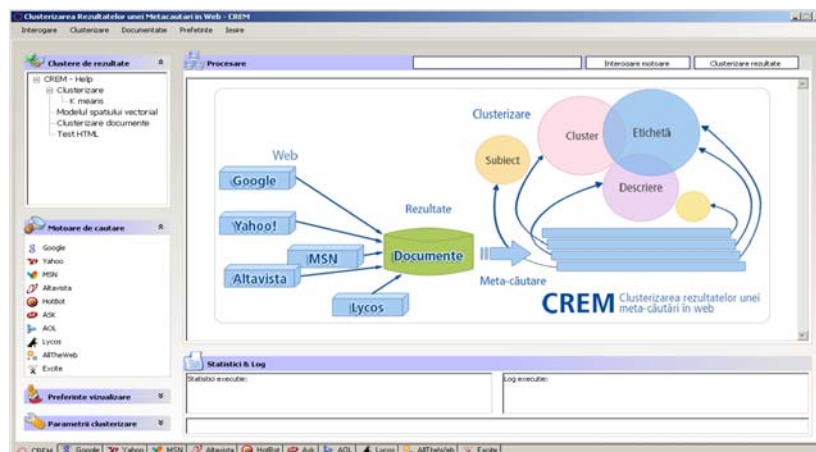 Clusterizarea Rezultatelor unei Metacautari in Web - CREM
Interogare Clusterizare Documentatie Prefetinte Iesire
Clustere de rezultate
CREM - Help
Clusterizare
K means
Modelul spatiului vectorial
Clusterizare documente
Test HTML
Motoare de cautare
Google
Yahoo
MSN
Altavista
HotBot
ASK
AOL
Lycos
AllTheWeb
Excite
Preferinte vizualizare
Parametrii clusterizare
Procesare
Interogare motoare
Clusterizare rezultate
Web
Google
Yahoo!
MSN
Altavista
Lycos
Rezultate
Documente
Meta-căutare
Clusterizare
Subiect
Cluster
Etichetă
Descriere
CREM Clusterizarea rezultatelor unei
meta-căutări în web
Statistici & Log
Statistici executie:
Log executie:
CREM Google Yahoo MSN Altavista HotBot Ask AOL Lycos AllTheWeb Excite